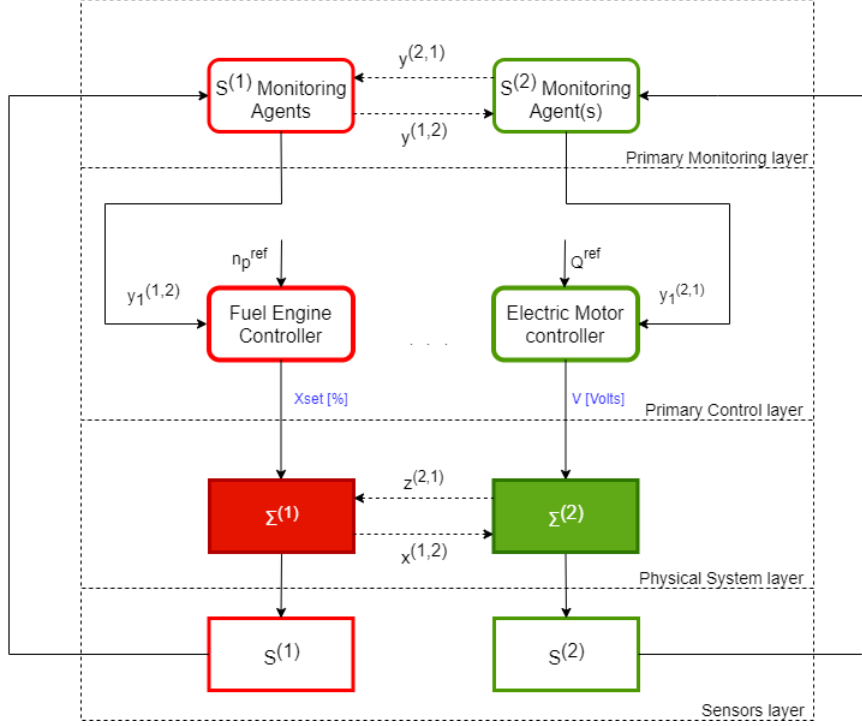 y(2,1)
S(1) Monitoring
Agents
S(2) Monitoring
Agent(s)
y(1,2)
Primary Monitoring layer
np^ref
Q^ref
y1(1,2)
y1(2,1)
Fuel Engine
Controller
Electric Motor
controller
. . .
Xset [%]
V [Volts]
Primary Control layer
z(2,1)
Σ(1)
Σ(2)
x(1,2)
Physical System layer
S(1)
S(2)
Sensors layer